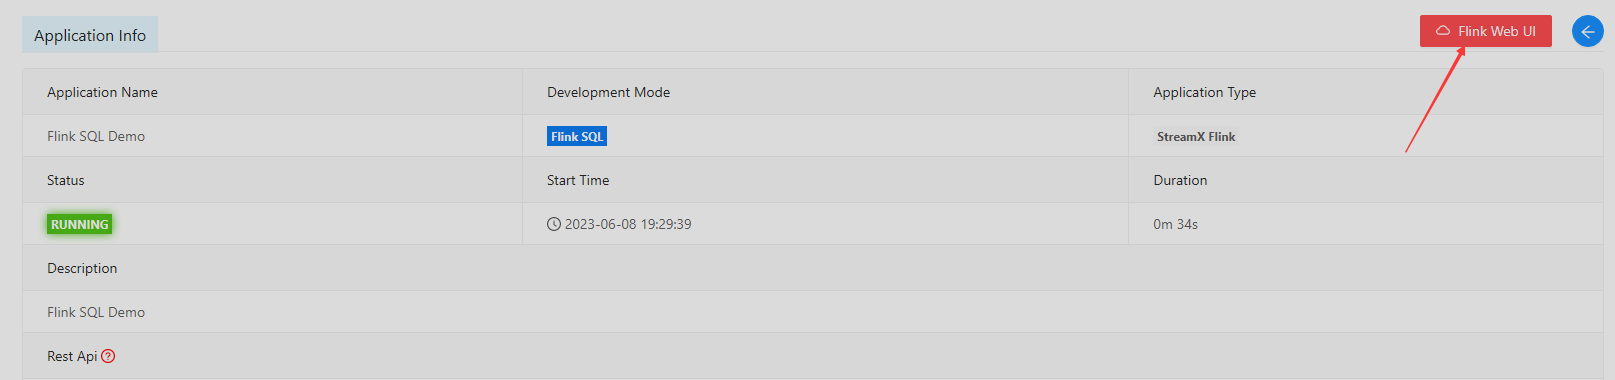 Application Info
Flink Web UI
Application Name Development Mode Application Type
Flink SQL Demo Flink SQL StreamX Flink
Status Start Time Duration
RUNNING 2023-06-08 19:29:39 0m 34s
Description
Flink SQL Demo
Rest Api